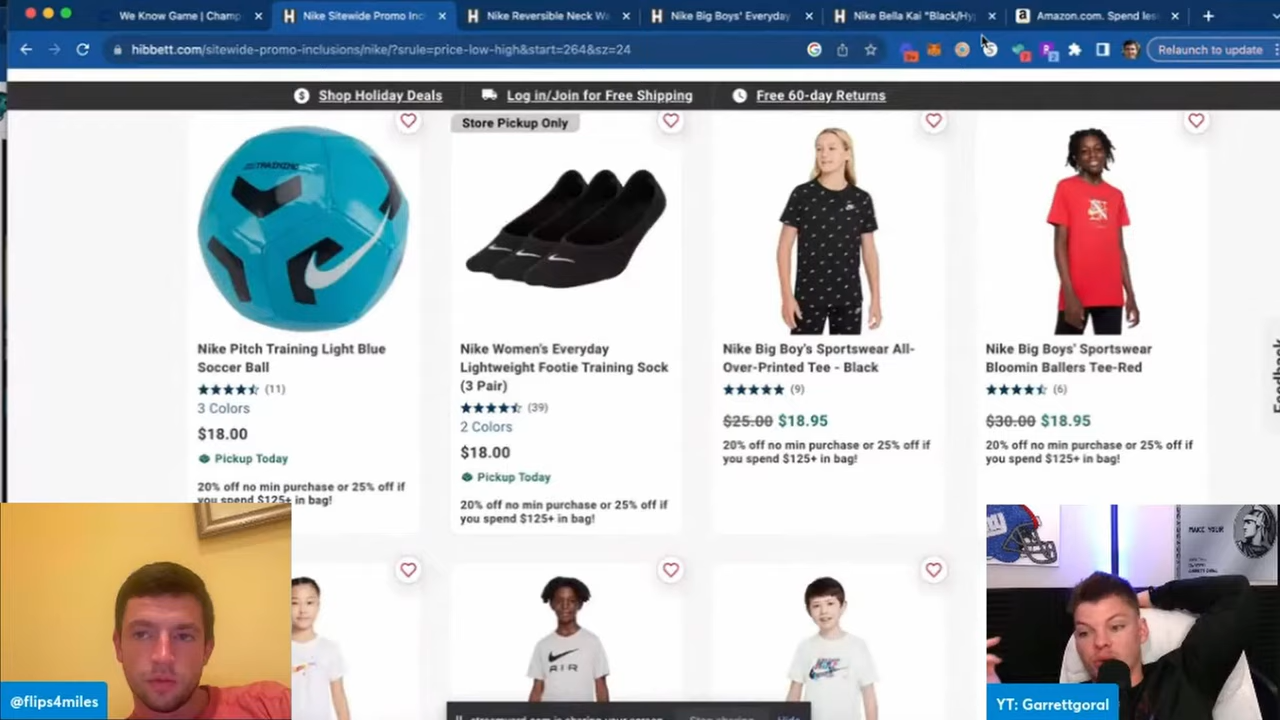 We Know Game | Champ
Nike Sitewide Promo Inc
Nike Reversible Neck Wa
Nike Big Boys' Everyday
Nike Bella Kai "Black/Hy
Amazon.com. Spend les
hibbett.com/sitewide-promo-inclusions/nike/?srule=price-low-high&start=264&sz=24
Relaunch to update
Shop Holiday Deals
Log in/Join for Free Shipping
Free 60-day Returns
Nike Pitch Training Light Blue
Soccer Ball
(11)
3 Colors
$18.00
Pickup Today
20% off no min purchase or 25% off if
you spend $125+ in bag!
Store Pickup Only
Nike Women's Everyday
Lightweight Footie Training Sock
(3 Pair)
(39)
2 Colors
$18.00
Pickup Today
20% off no min purchase or 25% off if
you spend $125+ in bag!
Nike Big Boy's Sportswear All-
Over-Printed Tee - Black
(9)
$25.00 $18.95
20% off no min purchase or 25% off if
you spend $125+ in bag!
Nike Big Boys' Sportswear
Bloomin Ballers Tee-Red
(6)
$30.00 $18.95
20% off no min purchase or 25% off if
you spend $125+ in bag!
Feedback
AIR
MAKE YOUR
@flips4miles
YT: Garrettgoral